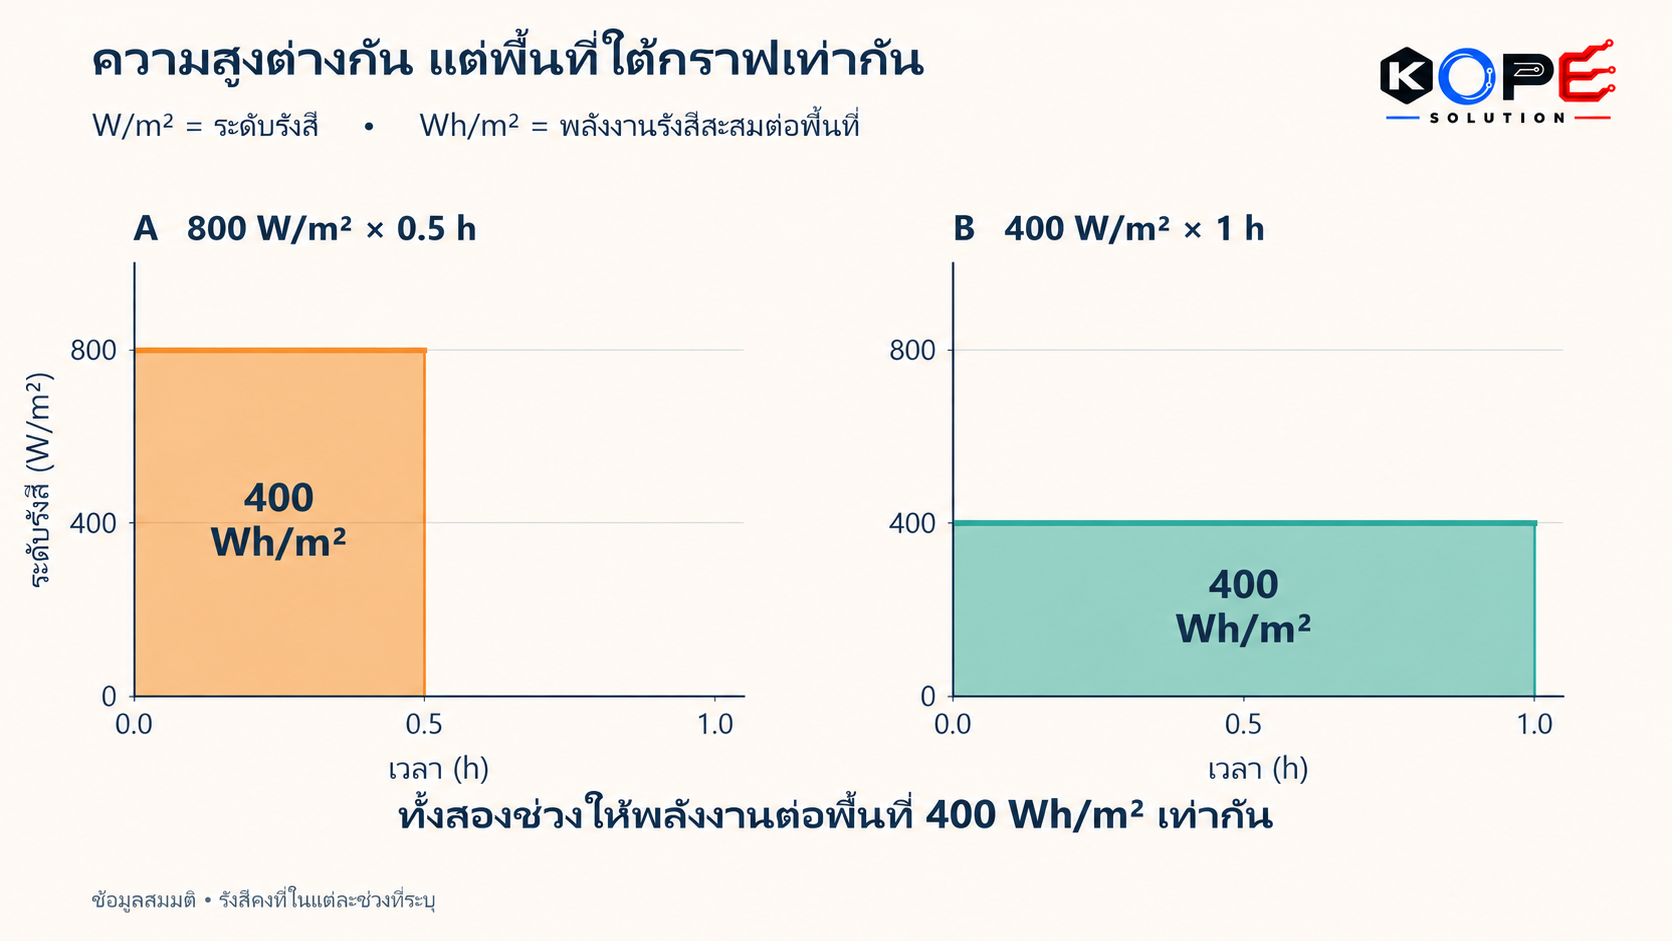 ความสูงต่างกัน แต่พื้นที่ใต้กราฟเท่ากัน
W/m² = ระดับรังสี • Wh/m² = พลังงานรังสีสะสมต่อพื้นที่
KOPE
SOLUTION
A 800 W/m² × 0.5 h
ระดับรังสี (W/m²)
800
400
0
400
Wh/m²
0.0 0.5 1.0
เวลา (h)
B 400 W/m² × 1 h
800
400
0
400
Wh/m²
0.0 0.5 1.0
เวลา (h)
ทั้งสองช่วงให้พลังงานต่อพื้นที่ 400 Wh/m² เท่ากัน
ข้อมูลสมมติ • รังสีคงที่ในแต่ละช่วงที่ระบุ